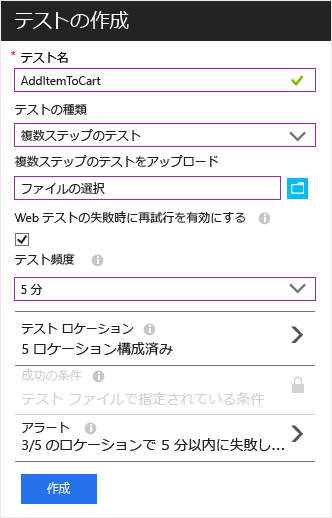 テストの作成
* テスト名
AddItemToCart
テストの種類
複数ステップのテスト
複数ステップのテストをアップロード
ファイルの選択
Web テストの失敗時に再試行を有効にする
テスト頻度
5 分
テスト ロケーション
5 ロケーション構成済み
成功の条件
テスト ファイルで指定されている条件
アラート
3/5 のロケーションで 5 分以内に失敗し...
作成